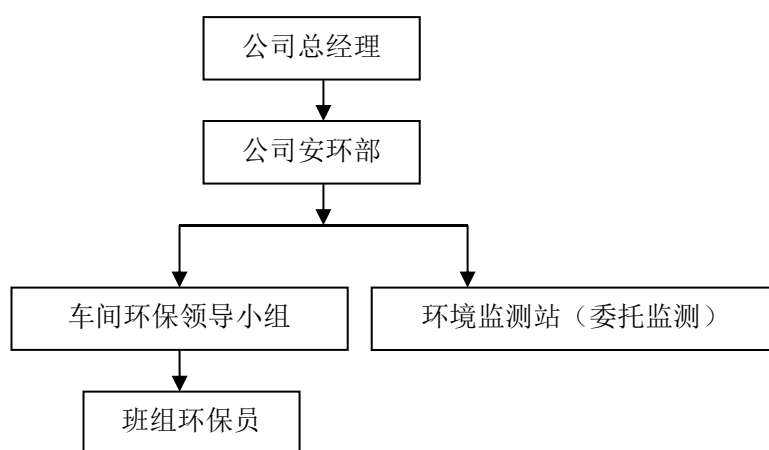 公司总经理
公司安环部
车间环保领导小组
环境监测站（委托监测）
班组环保员